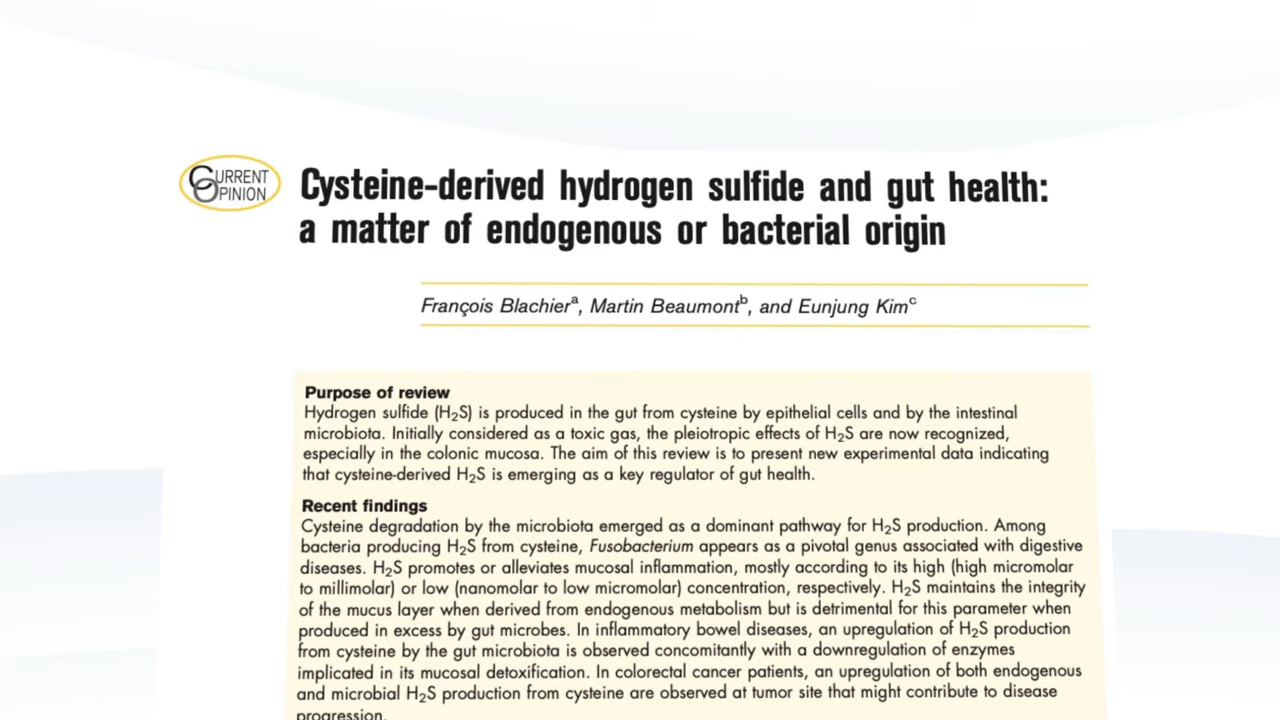 CURRENT
OPINION
Cysteine-derived hydrogen sulfide and gut health:
a matter of endogenous or bacterial origin
François Blachierᵃ, Martin Beaumontᵇ, and Eunjung Kimᶜ
Purpose of review
Hydrogen sulfide (H₂S) is produced in the gut from cysteine by epithelial cells and by the intestinal
microbiota. Initially considered as a toxic gas, the pleiotropic effects of H₂S are now recognized,
especially in the colonic mucosa. The aim of this review is to present new experimental data indicating
that cysteine-derived H₂S is emerging as a key regulator of gut health.
Recent findings
Cysteine degradation by the microbiota emerged as a dominant pathway for H₂S production. Among
bacteria producing H₂S from cysteine, Fusobacterium appears as a pivotal genus associated with digestive
diseases. H₂S promotes or alleviates mucosal inflammation, mostly according to its high (high micromolar
to millimolar) or low (nanomolar to low micromolar) concentration, respectively. H₂S maintains the integrity
of the mucus layer when derived from endogenous metabolism but is detrimental for this parameter when
produced in excess by gut microbes. In inflammatory bowel diseases, an upregulation of H₂S production
from cysteine by the gut microbiota is observed concomitantly with a downregulation of enzymes
implicated in its mucosal detoxification. In colorectal cancer patients, an upregulation of both endogenous
and microbial H₂S production from cysteine are observed at tumor site that might contribute to disease
progression.